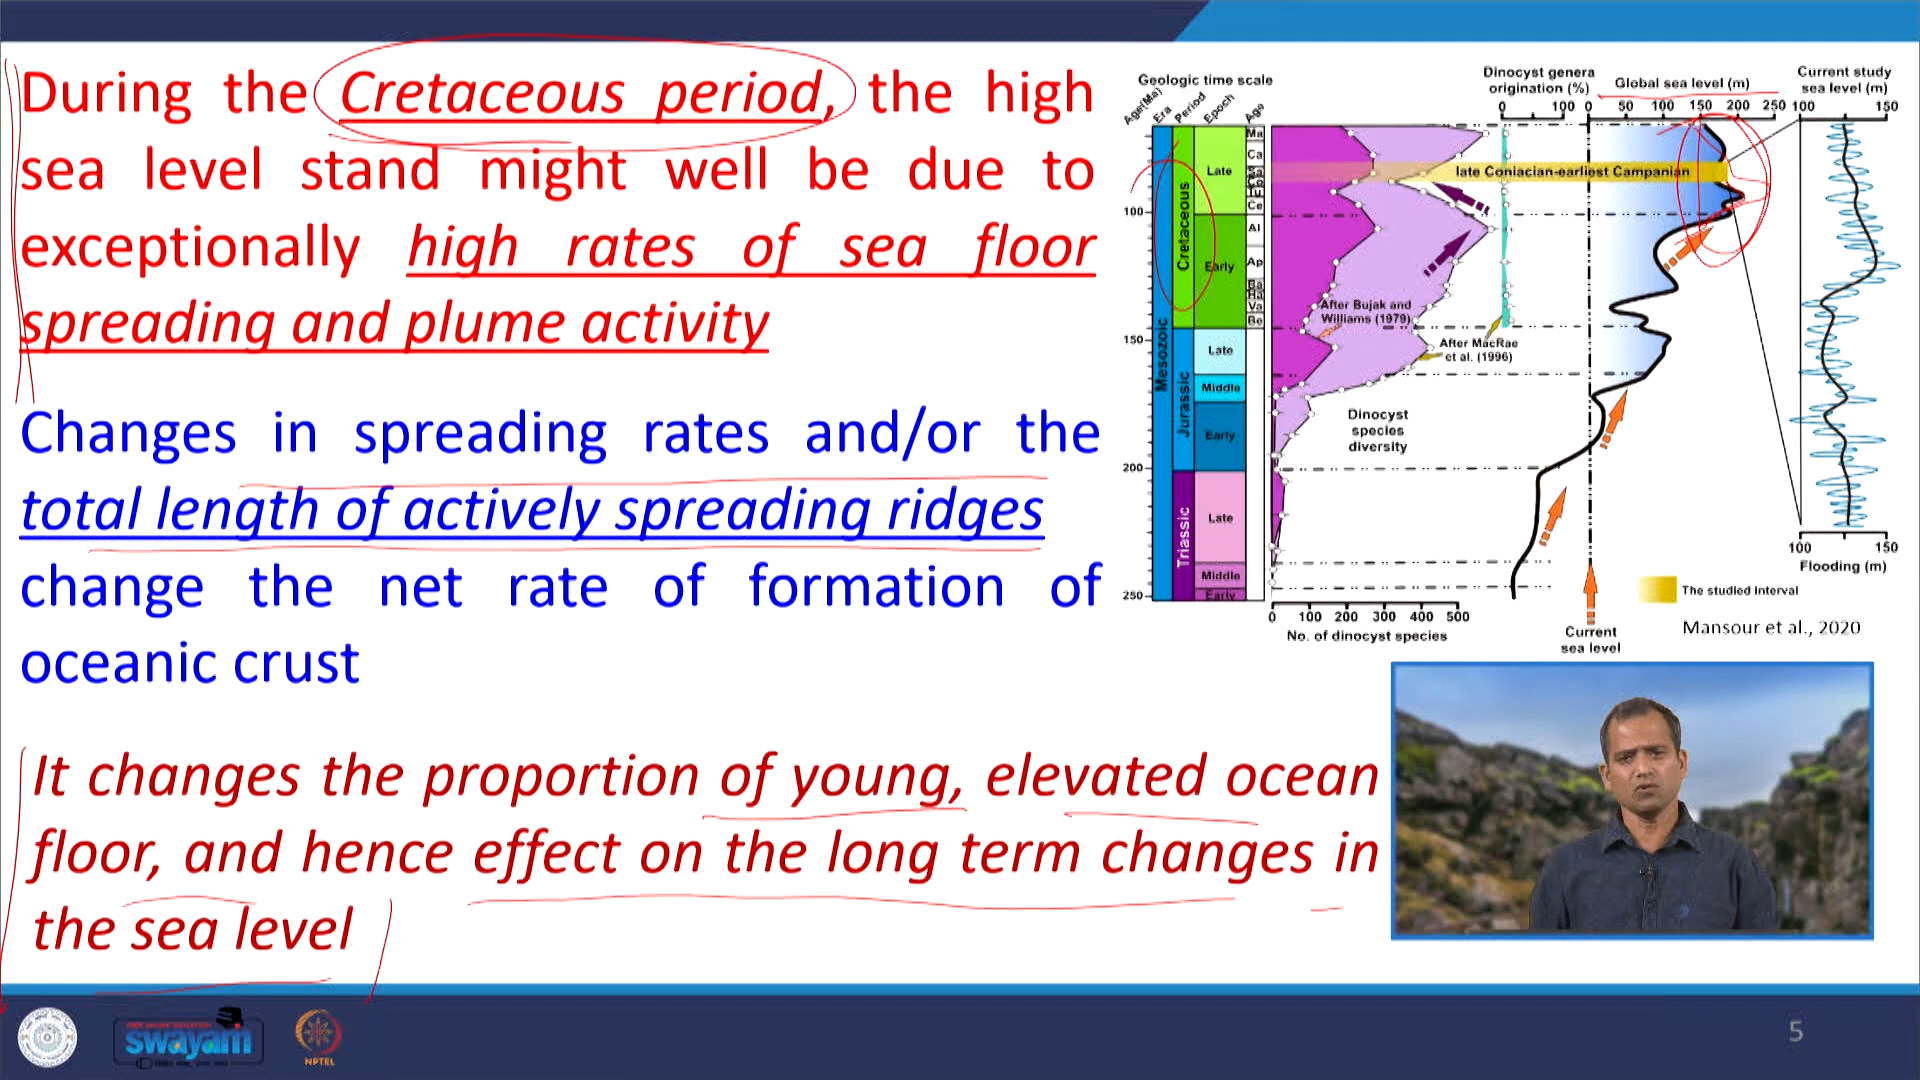 During the Cretaceous period, the high
sea level stand might well be due to
exceptionally high rates of sea floor
spreading and plume activity
Changes in spreading rates and/or the
total length of actively spreading ridges
change the net rate of formation of
oceanic crust
It changes the proportion of young, elevated ocean
floor, and hence effect on the long term changes in
the sea level
Geologic time scale
Age(Ma)
Era
Period
Epoch
Age
Dinocyst genera
origination (%)
0 100
Global sea level (m)
0 50 100 150 200 250
Current study
sea level (m)
100 150
Mesozoic
Cretaceous
Jurassic
Triassic
Late
Early
Late
Middle
Early
Late
Middle
Early
Ma
Ca
Ce
Al
Ap
Va
Be
100
150
200
250
late Coniacian-earliest Campanian
After Bujak and
Williams (1979)
After MacRae
et al. (1996)
Dinocyst
species
diversity
0 100 200 300 400 500
No. of dinocyst species
Current
sea level
100 150
Flooding (m)
The studied interval
Mansour et al., 2020
swayam
NPTEL
5